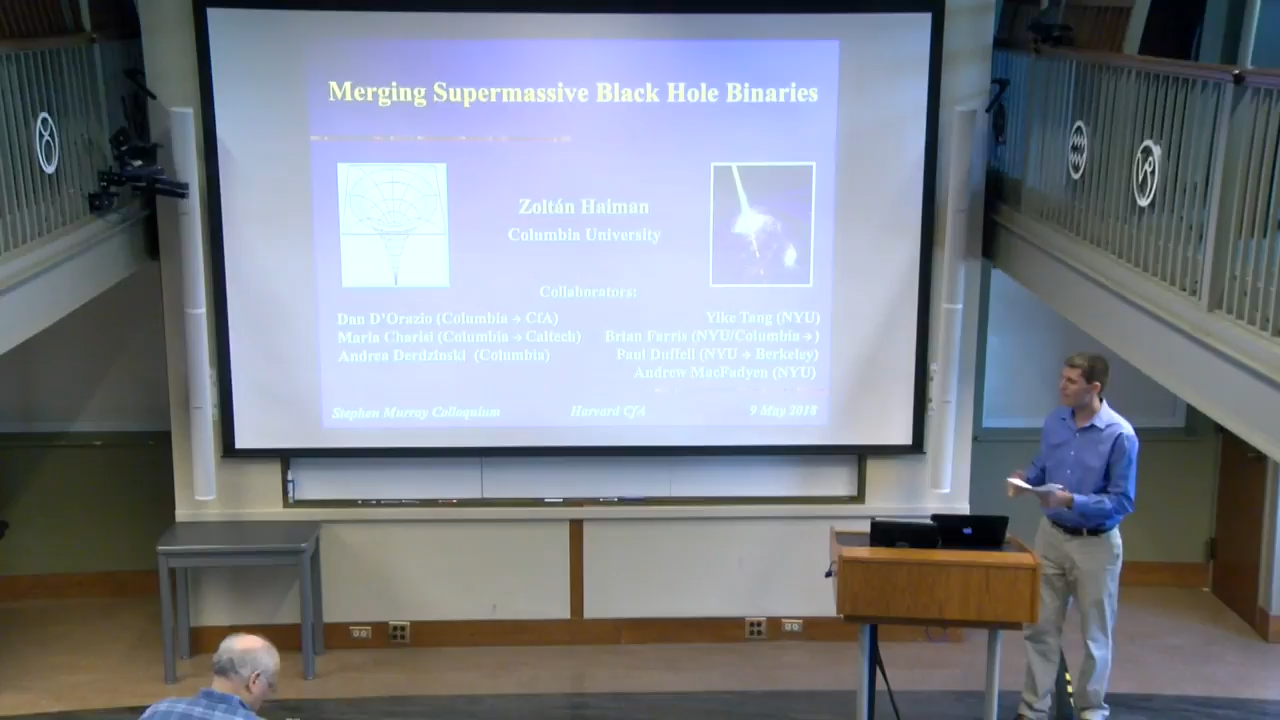 Merging Supermassive Black Hole Binaries
Zoltán Haiman
Columbia University
Collaborators:
Dan D'Orazio (Columbia → CfA)
Maria Charisi (Columbia → Caltech)
Andrea Derdzinski (Columbia)
Yike Tang (NYU)
Brian Farris (NYU/Columbia → )
Paul Duffell (NYU → Berkeley)
Andrew MacFadyen (NYU)
Stephen Murray Colloquium
Harvard CfA
9 May 2018